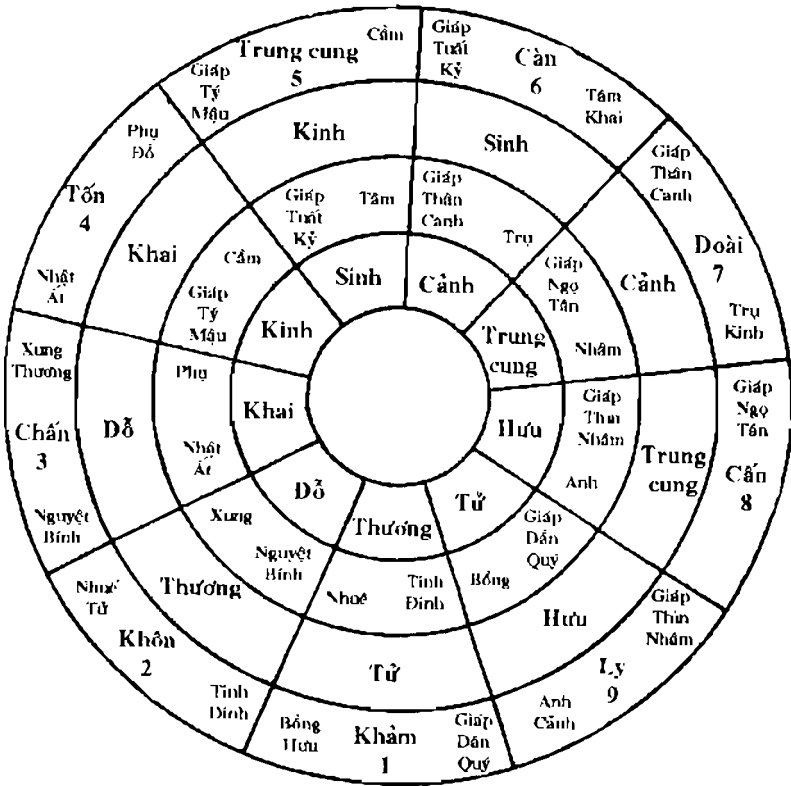 Trung cung
5
Cầm
Giáp
Tý
Mậu
Giáp
Tuất
Kỷ
Càn
6
Tâm
Khai
Giáp
Thân
Canh
Doài
7
Trụ
Kinh
Giáp
Ngọ
Tân
Cấn
8
Giáp
Thìn
Nhâm
Ly
9
Anh
Cảnh
Giáp
Dần
Quý
Khảm
1
Bồng
Hưu
Tinh
Đinh
Khôn
2
Nhuế
Tử
Nguyệt
Bính
Chấn
3
Xung
Thương
Nhật
Ất
Tốn
4
Phụ
Đỗ
Kinh
Sinh
Cảnh
Trung
cung
Hưu
Tử
Thương
Đỗ
Khai
Giáp
Tuất
Kỷ
Tâm
Giáp
Thân
Canh
Trụ
Giáp
Ngọ
Tân
Nhâm
Giáp
Thìn
Nhâm
Anh
Giáp
Dần
Quý
Bồng
Tinh
Đinh
Nhuê
Nguyệt
Bính
Xung
Nhật
Ất
Phụ
Cầm
Giáp
Tý
Mậu
Sinh
Cảnh
Trung
cung
Hưu
Tử
Thương
Đỗ
Khai
Kinh